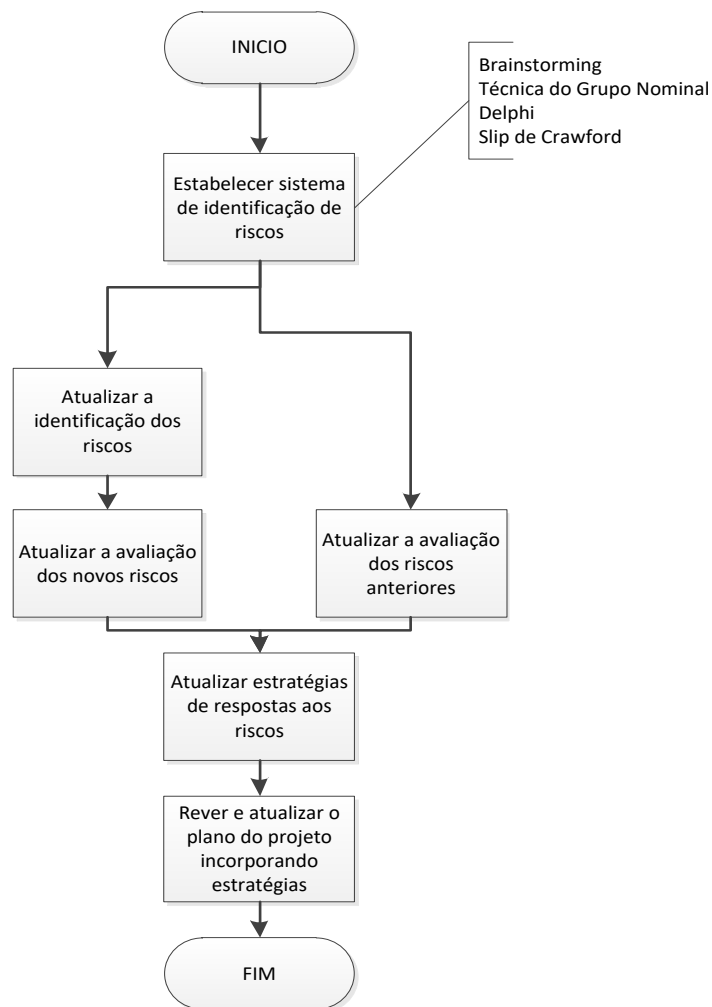 INICIO
Brainstorming
Técnica do Grupo Nominal
Delphi
Slip de Crawford
Estabelecer sistema
de identificação de
riscos
Atualizar a
identificação dos
riscos
Atualizar a avaliação
dos novos riscos
Atualizar a avaliação
dos riscos
anteriores
Atualizar estratégias
de respostas aos
riscos
Rever e atualizar o
plano do projeto
incorporando
estratégias
FIM